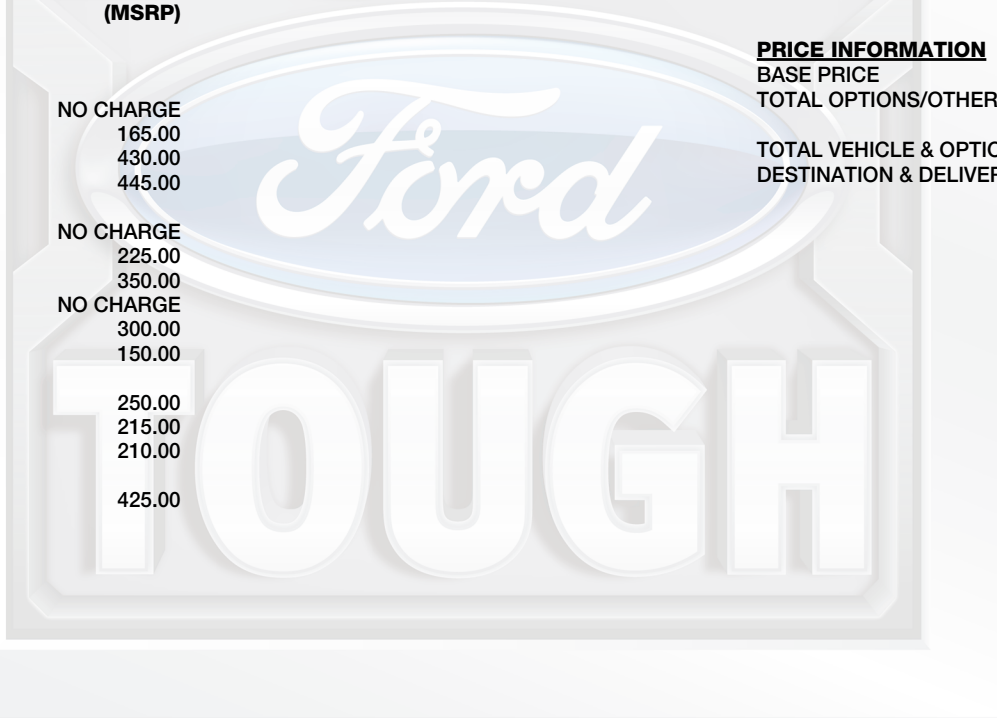 (MSRP)
NO CHARGE
165.00
430.00
445.00
NO CHARGE
225.00
350.00
NO CHARGE
300.00
150.00
250.00
215.00
210.00
425.00
PRICE INFORMATION
BASE PRICE
TOTAL OPTIONS/OTHER
TOTAL VEHICLE & OPTIO
DESTINATION & DELIVER
Ford
TOUGH